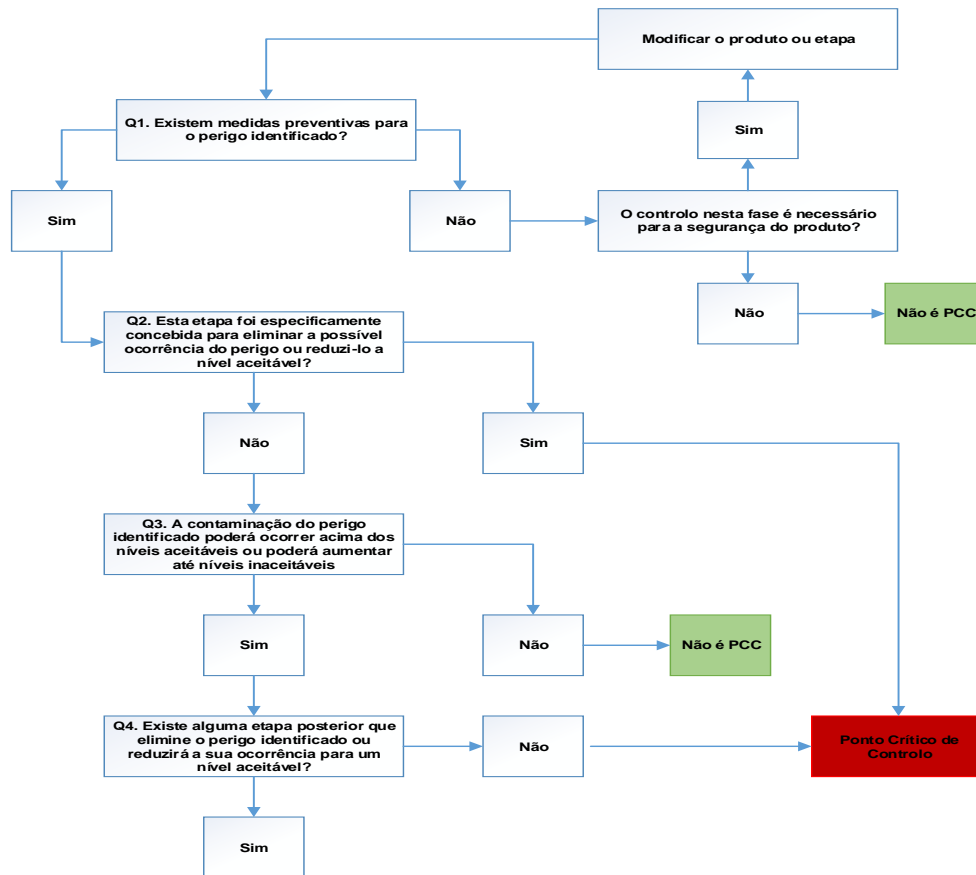 Modificar o produto ou etapa
Q1. Existem medidas preventivas para
o perigo identificado?
Sim
Sim
Não
O controlo nesta fase é necessário
para a segurança do produto?
Não
Não é PCC
Q2. Esta etapa foi especificamente
concebida para eliminar a possível
ocorrência do perigo ou reduzi-lo a
nível aceitável?
Não
Sim
Q3. A contaminação do perigo
identificado poderá ocorrer acima dos
níveis aceitáveis ou poderá aumentar
até níveis inaceitáveis
Sim
Não
Não é PCC
Q4. Existe alguma etapa posterior que
elimine o perigo identificado ou
reduzirá a sua ocorrência para um
nível aceitável?
Não
Ponto Crítico de
Controlo
Sim